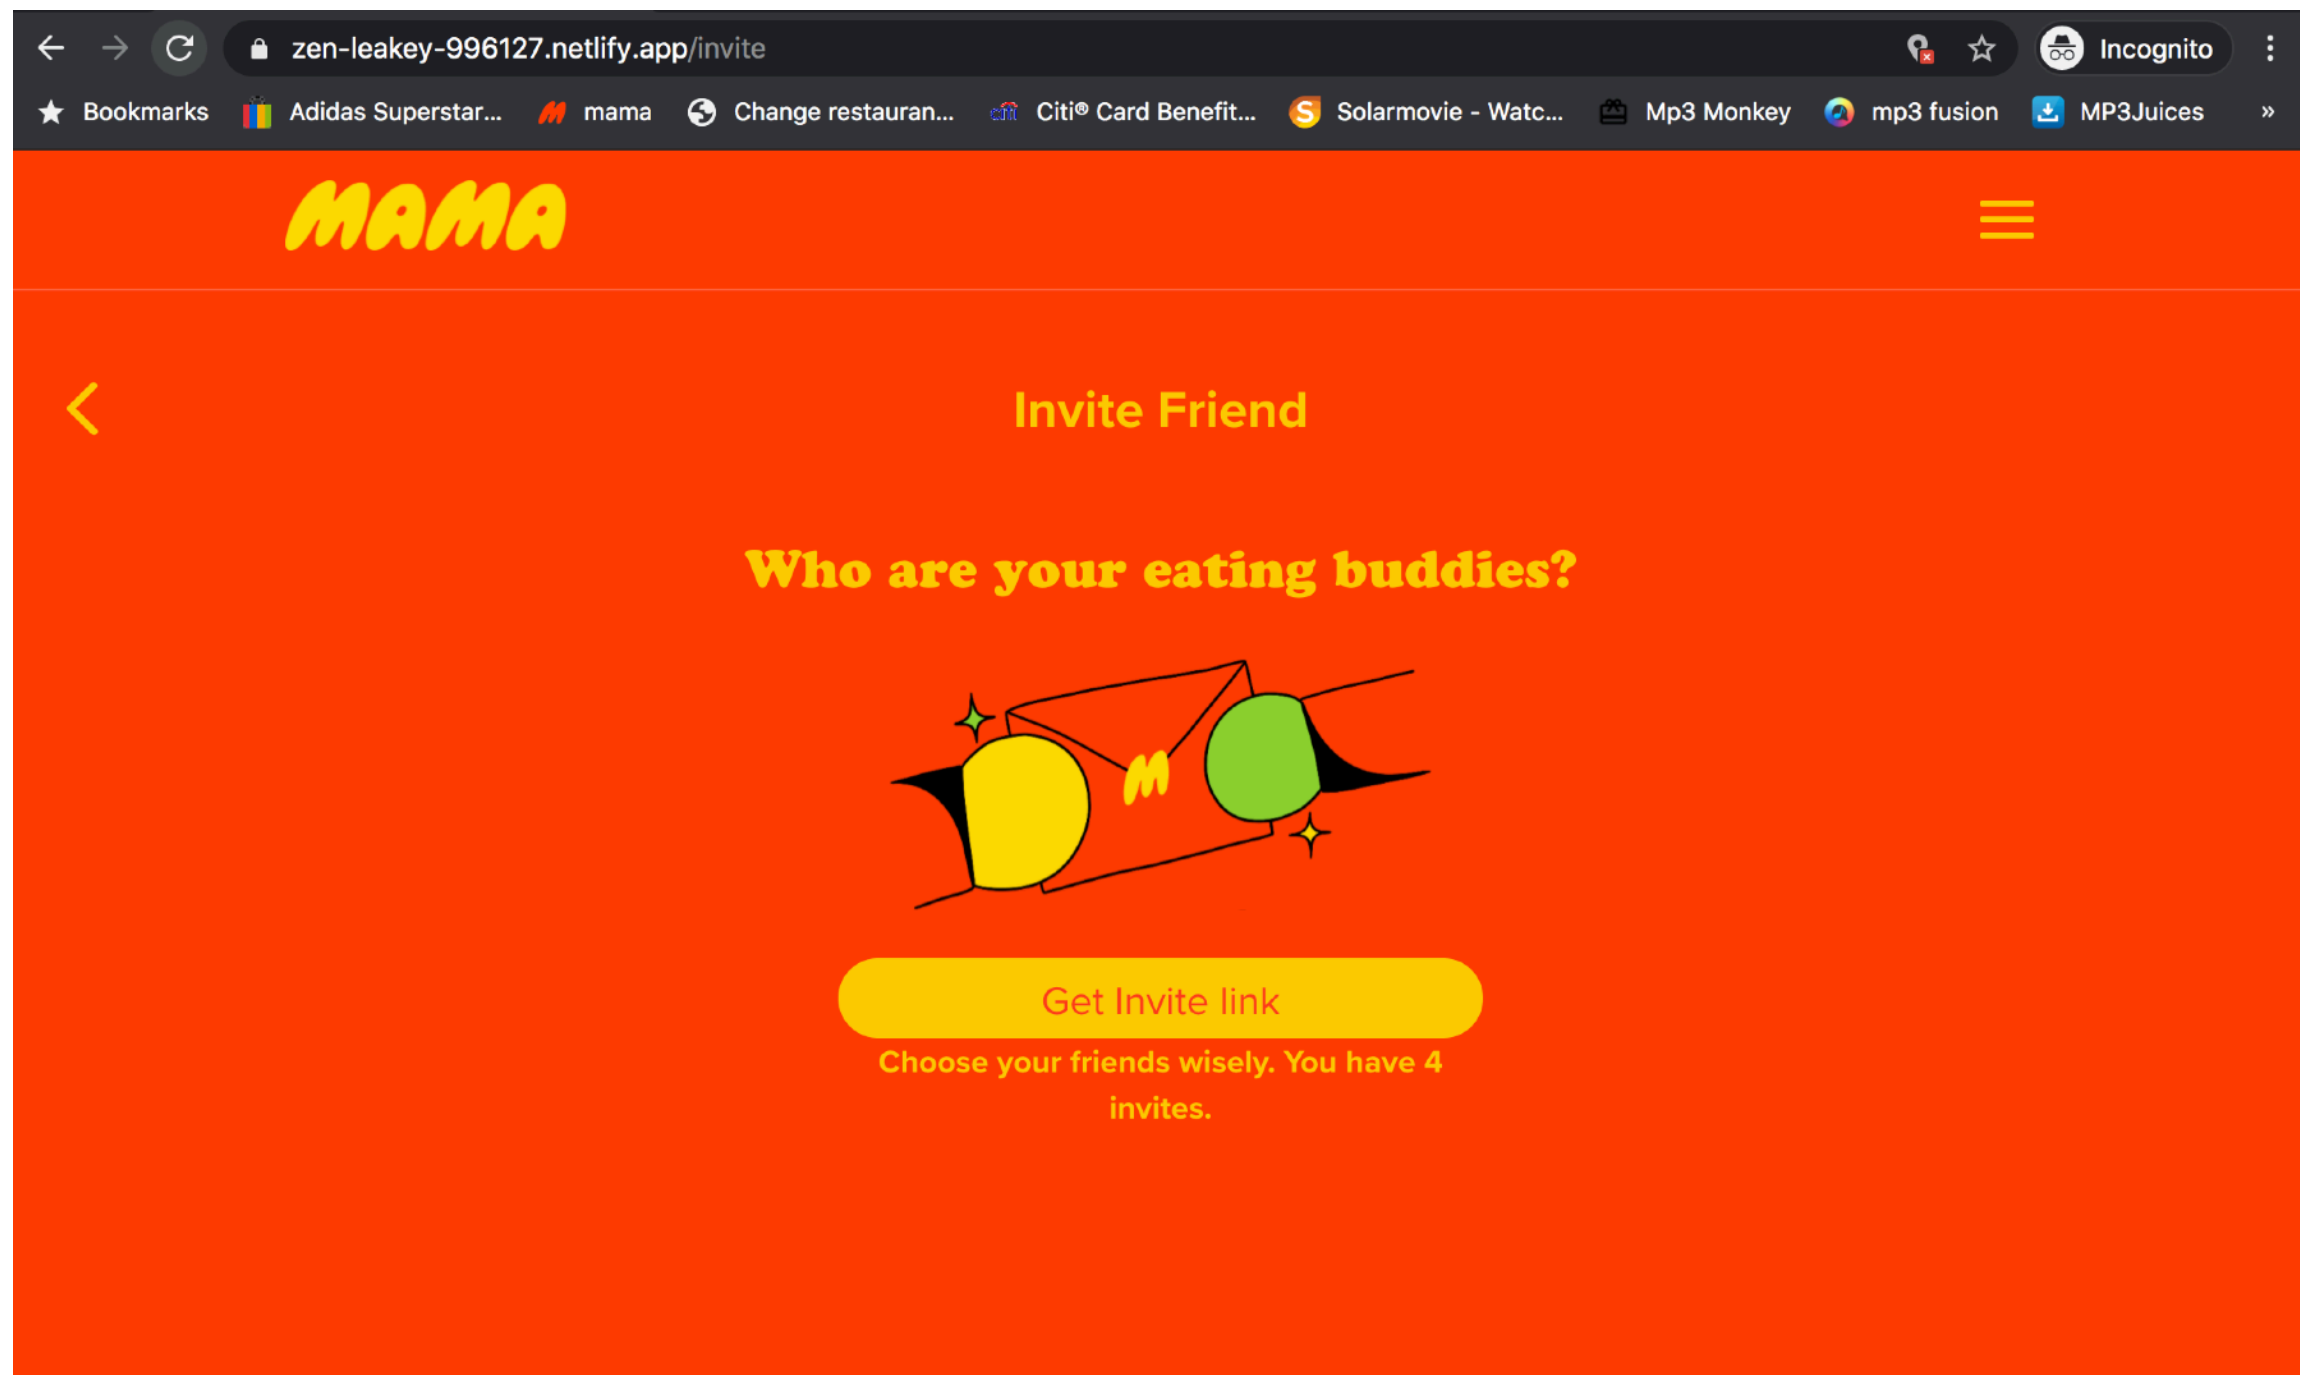 zen-leakey-996127.netlify.app/invite
Incognito
Bookmarks
Adidas Superstar...
mama
Change restauran...
citi
Citi® Card Benefit...
S
Solarmovie - Watc...
Mp3 Monkey
mp3 fusion
MP3Juices
»
MAMA
Invite Friend
Who are your eating buddies?
M
Get Invite link
Choose your friends wisely. You have 4
invites.